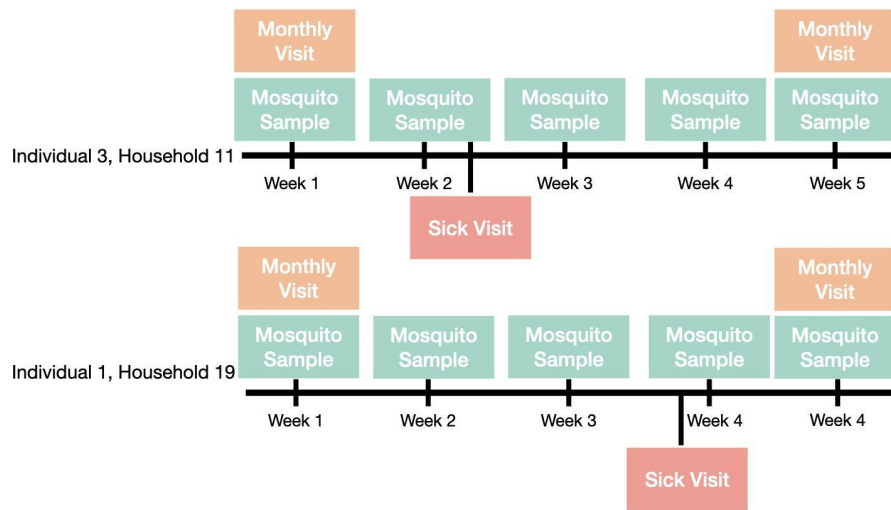 Monthly
Visit
Monthly
Visit
Mosquito
Sample
Mosquito
Sample
Mosquito
Sample
Mosquito
Sample
Mosquito
Sample
Individual 3, Household 11
Week 1
Week 2
Week 3
Week 4
Week 5
Sick Visit
Monthly
Visit
Monthly
Visit
Mosquito
Sample
Mosquito
Sample
Mosquito
Sample
Mosquito
Sample
Mosquito
Sample
Individual 1, Household 19
Week 1
Week 2
Week 3
Week 4
Week 4
Sick Visit